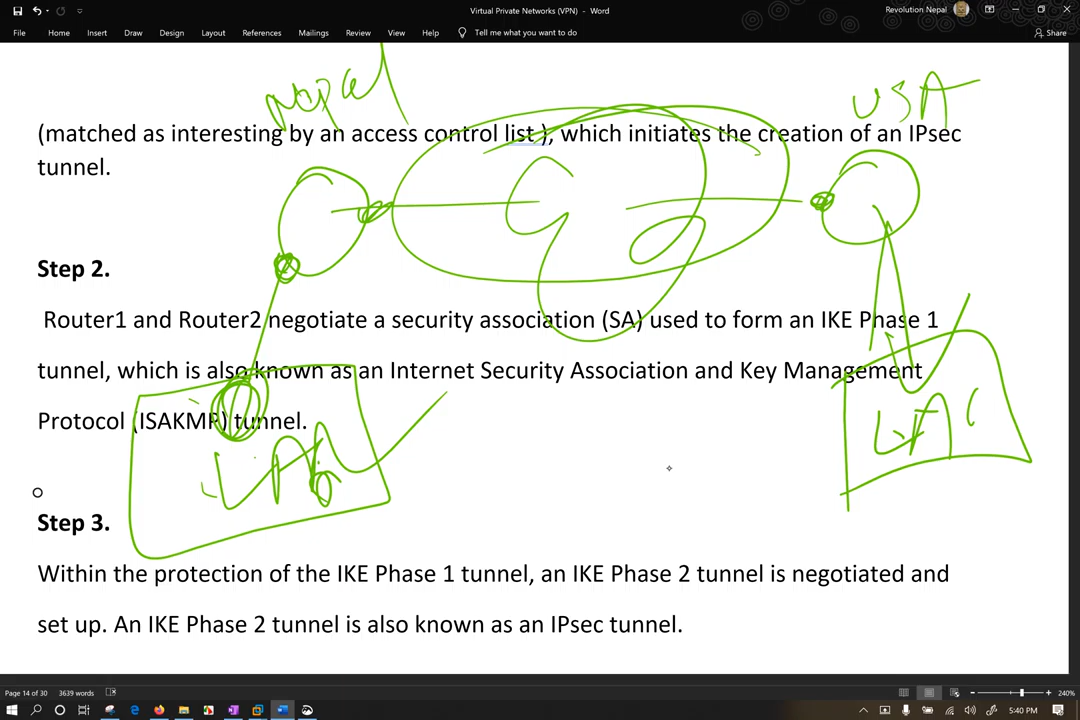 Virtual Private Networks (VPN) - Word
Revolution Nepal
File Home Insert Draw Design Layout References Mailings Review View Help Tell me what you want to do Share
Nepal
USA
(matched as interesting by an access control list ), which initiates the creation of an IPsec
tunnel.
Step 2.
Router1 and Router2 negotiate a security association (SA) used to form an IKE Phase 1
tunnel, which is also known as an Internet Security Association and Key Management
Protocol (ISAKMP) tunnel.
LAN
Step 3.
Within the protection of the IKE Phase 1 tunnel, an IKE Phase 2 tunnel is negotiated and
set up. An IKE Phase 2 tunnel is also known as an IPsec tunnel.
Page 14 of 30 3639 words 240%
5:40 PM